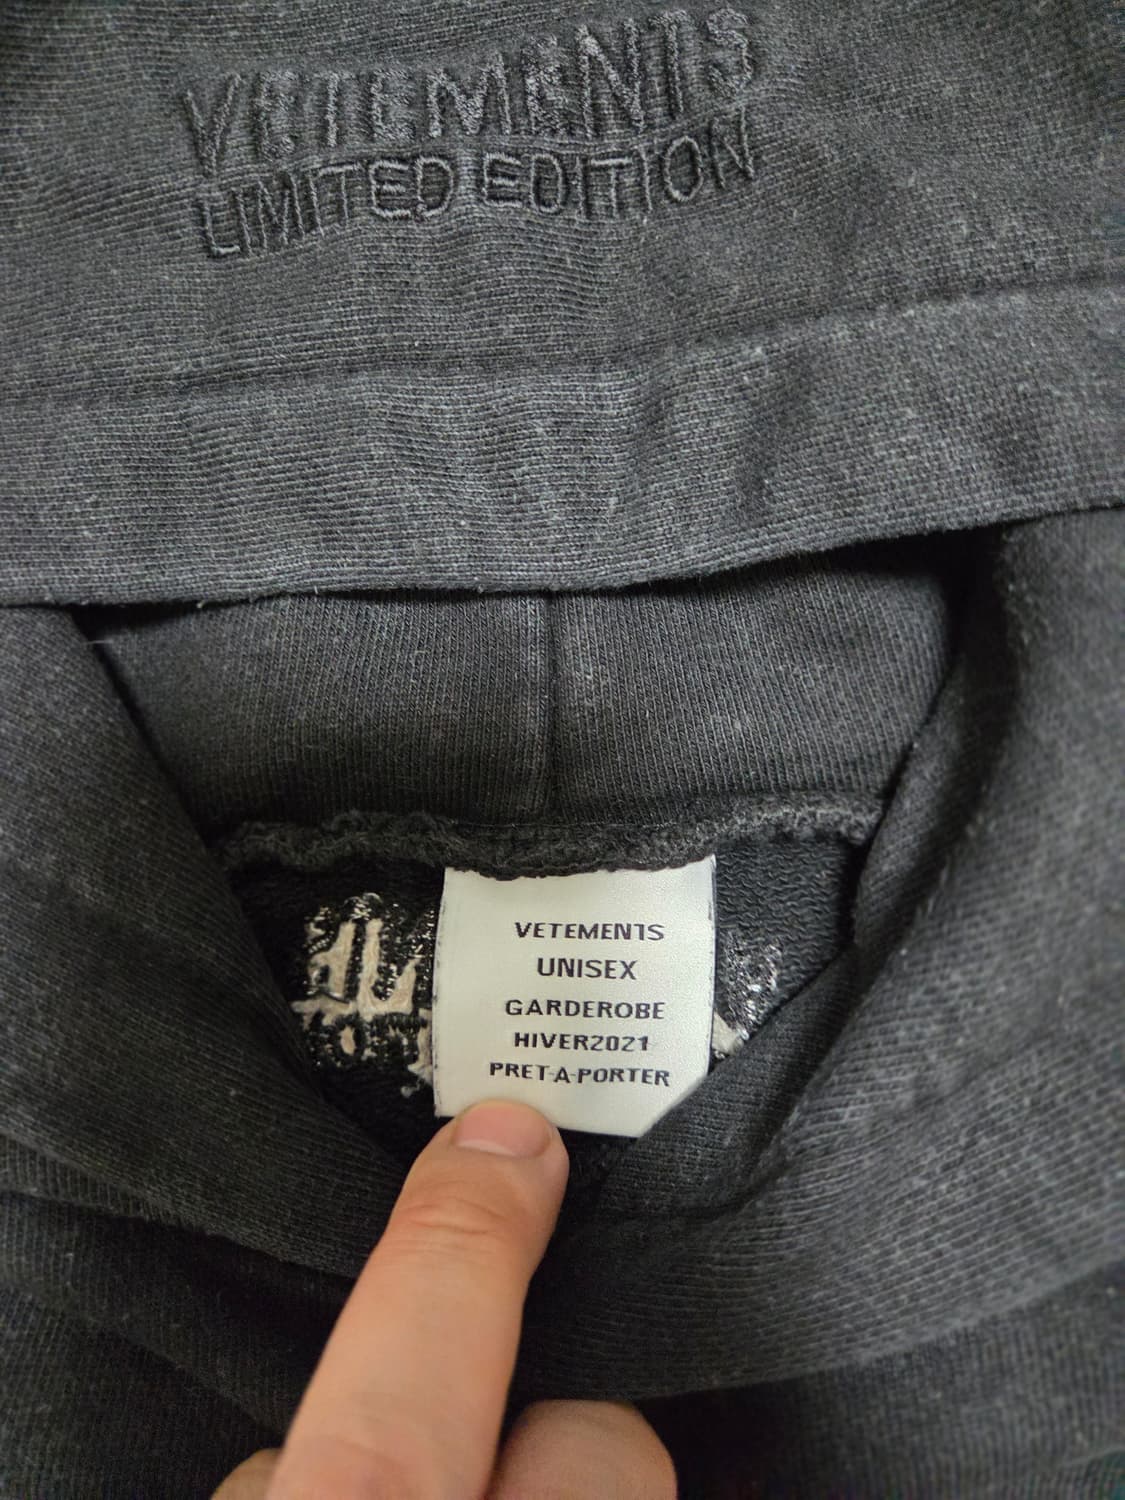 VETEMENTS
LIMITED EDITION
VETEMENTS
UNISEX
GARDEROBE
HIVER2021
PRET-A-PORTER